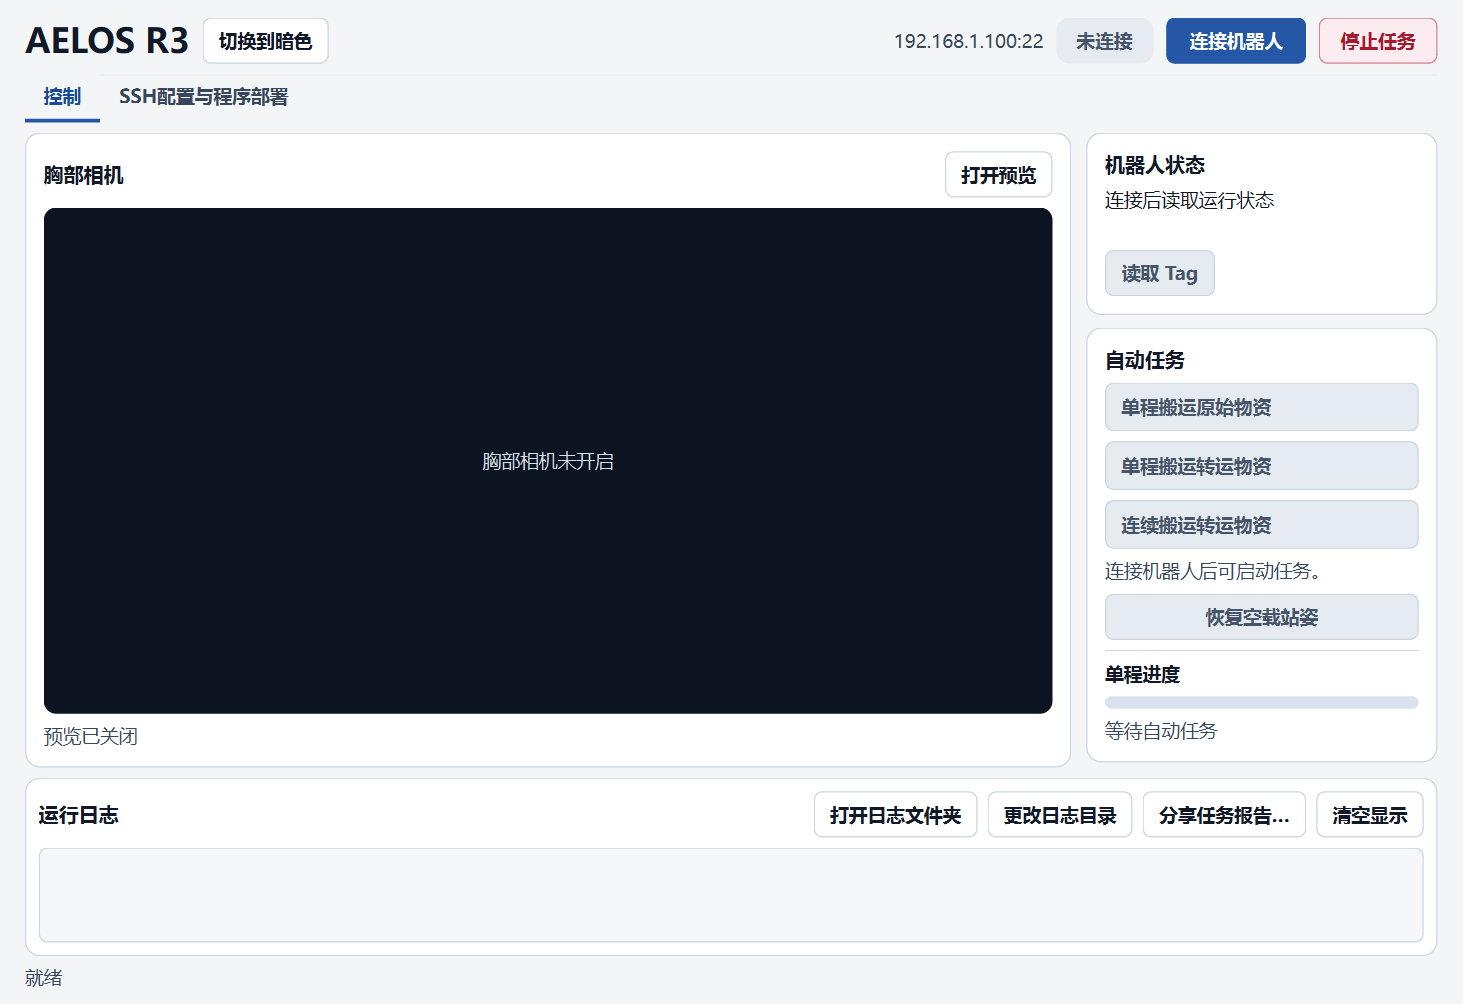 AELOS R3
切换到暗色
192.168.1.100:22
未连接
连接机器人
停止任务
控制
SSH配置与程序部署
胸部相机
打开预览
胸部相机未开启
预览已关闭
机器人状态
连接后读取运行状态
读取 Tag
自动任务
单程搬运原始物资
单程搬运转运物资
连续搬运转运物资
连接机器人后可启动任务。
恢复空载站姿
单程进度
等待自动任务
运行日志
打开日志文件夹
更改日志目录
分享任务报告...
清空显示
就绪